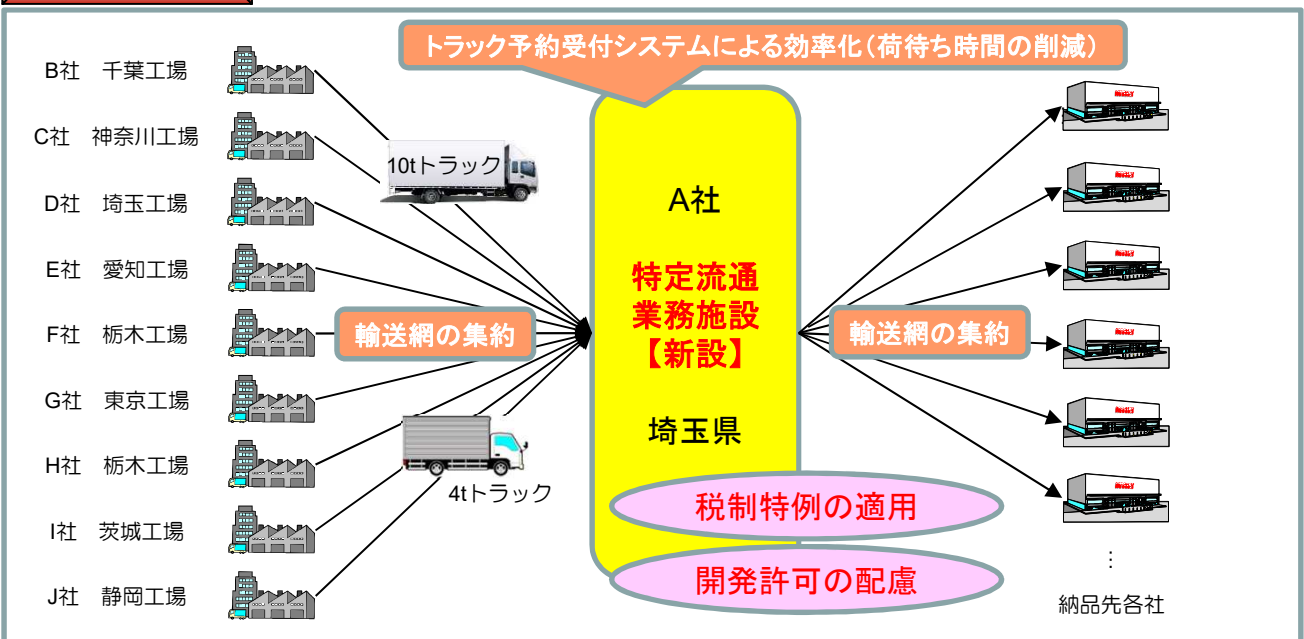 トラック予約受付システムによる効率化（荷待ち時間の削減）
B社　千葉工場
C社　神奈川工場
D社　埼玉工場
E社　愛知工場
F社　栃木工場
G社　東京工場
H社　栃木工場
I社　茨城工場
J社　静岡工場
10tトラック
輸送網の集約
4tトラック
A社
特定流通
業務施設
【新設】
埼玉県
税制特例の適用
開発許可の配慮
輸送網の集約
⋮
納品先各社